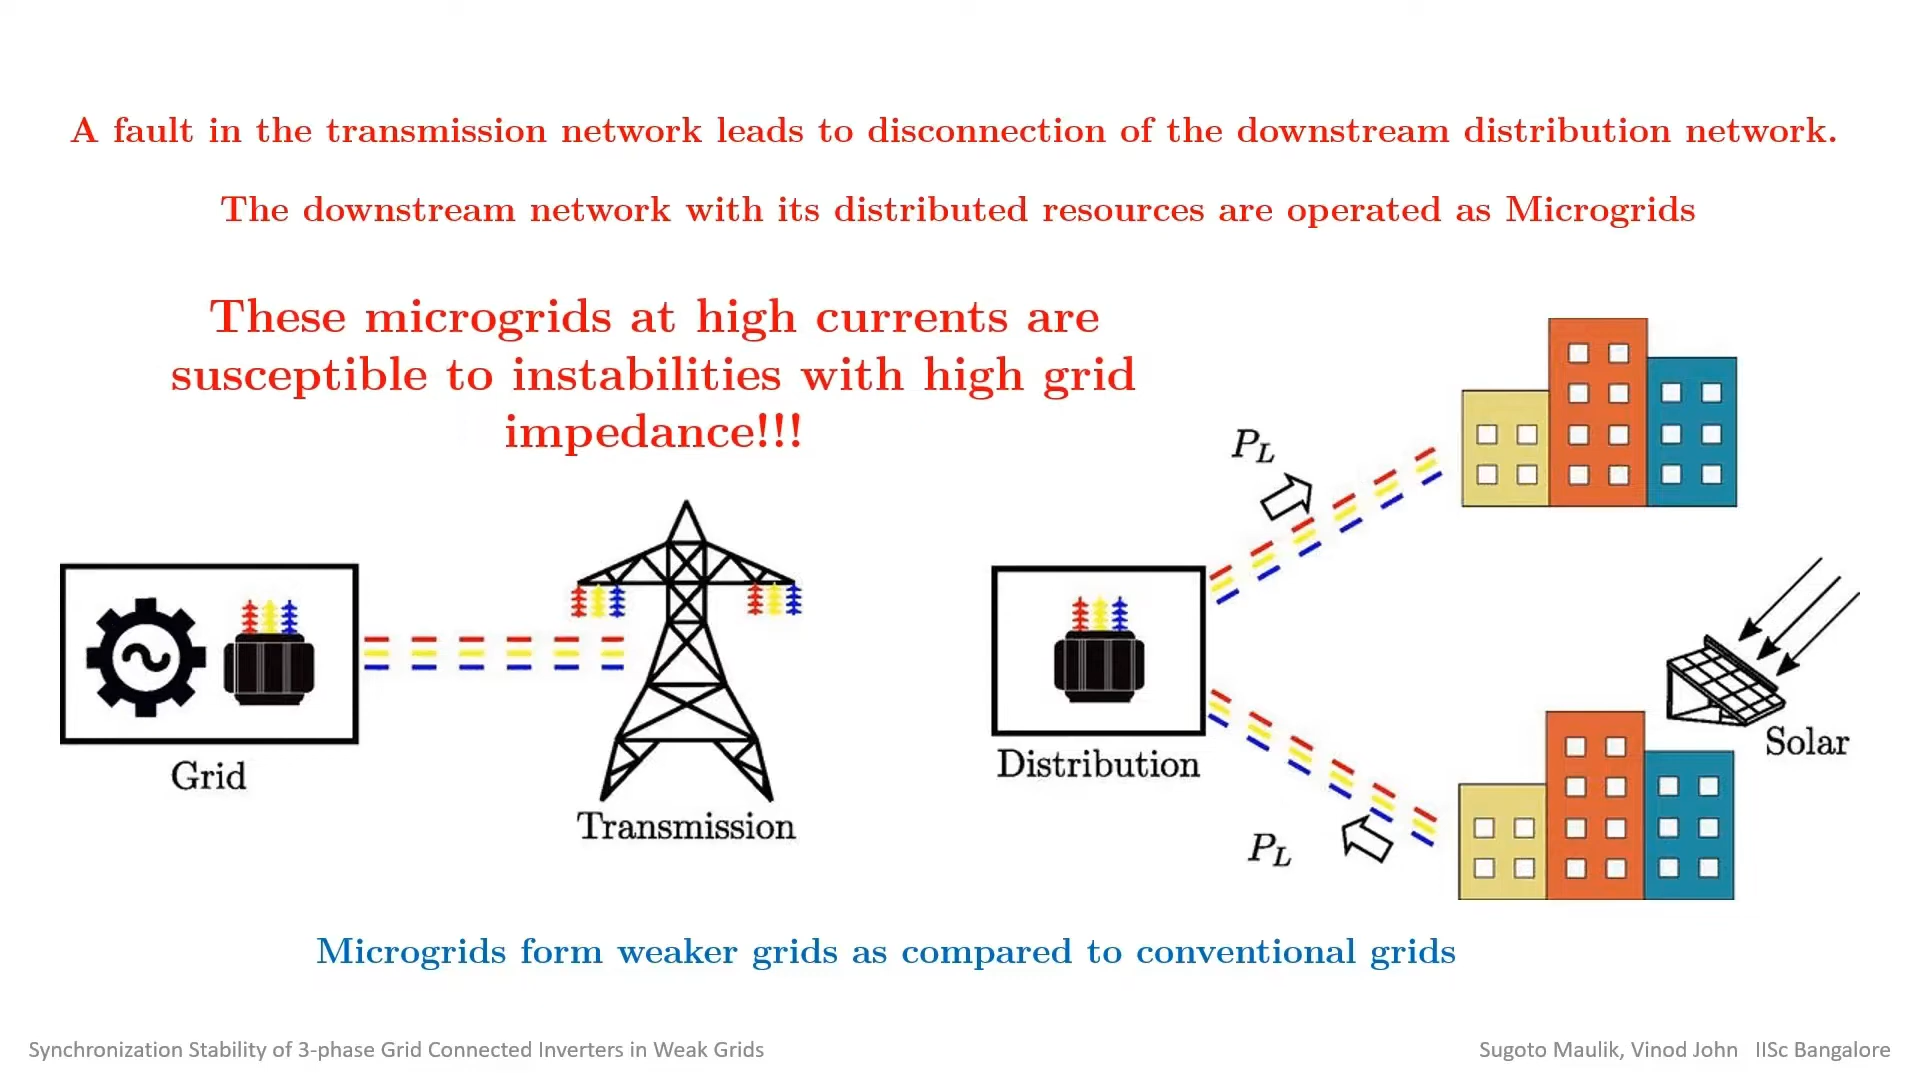 A fault in the transmission network leads to disconnection of the downstream distribution network.
The downstream network with its distributed resources are operated as Microgrids
These microgrids at high currents are
susceptible to instabilities with high grid
impedance!!!
P_L
Grid
Transmission
Distribution
Solar
P_L
Microgrids form weaker grids as compared to conventional grids
Synchronization Stability of 3-phase Grid Connected Inverters in Weak Grids
Sugoto Maulik, Vinod John IISc Bangalore